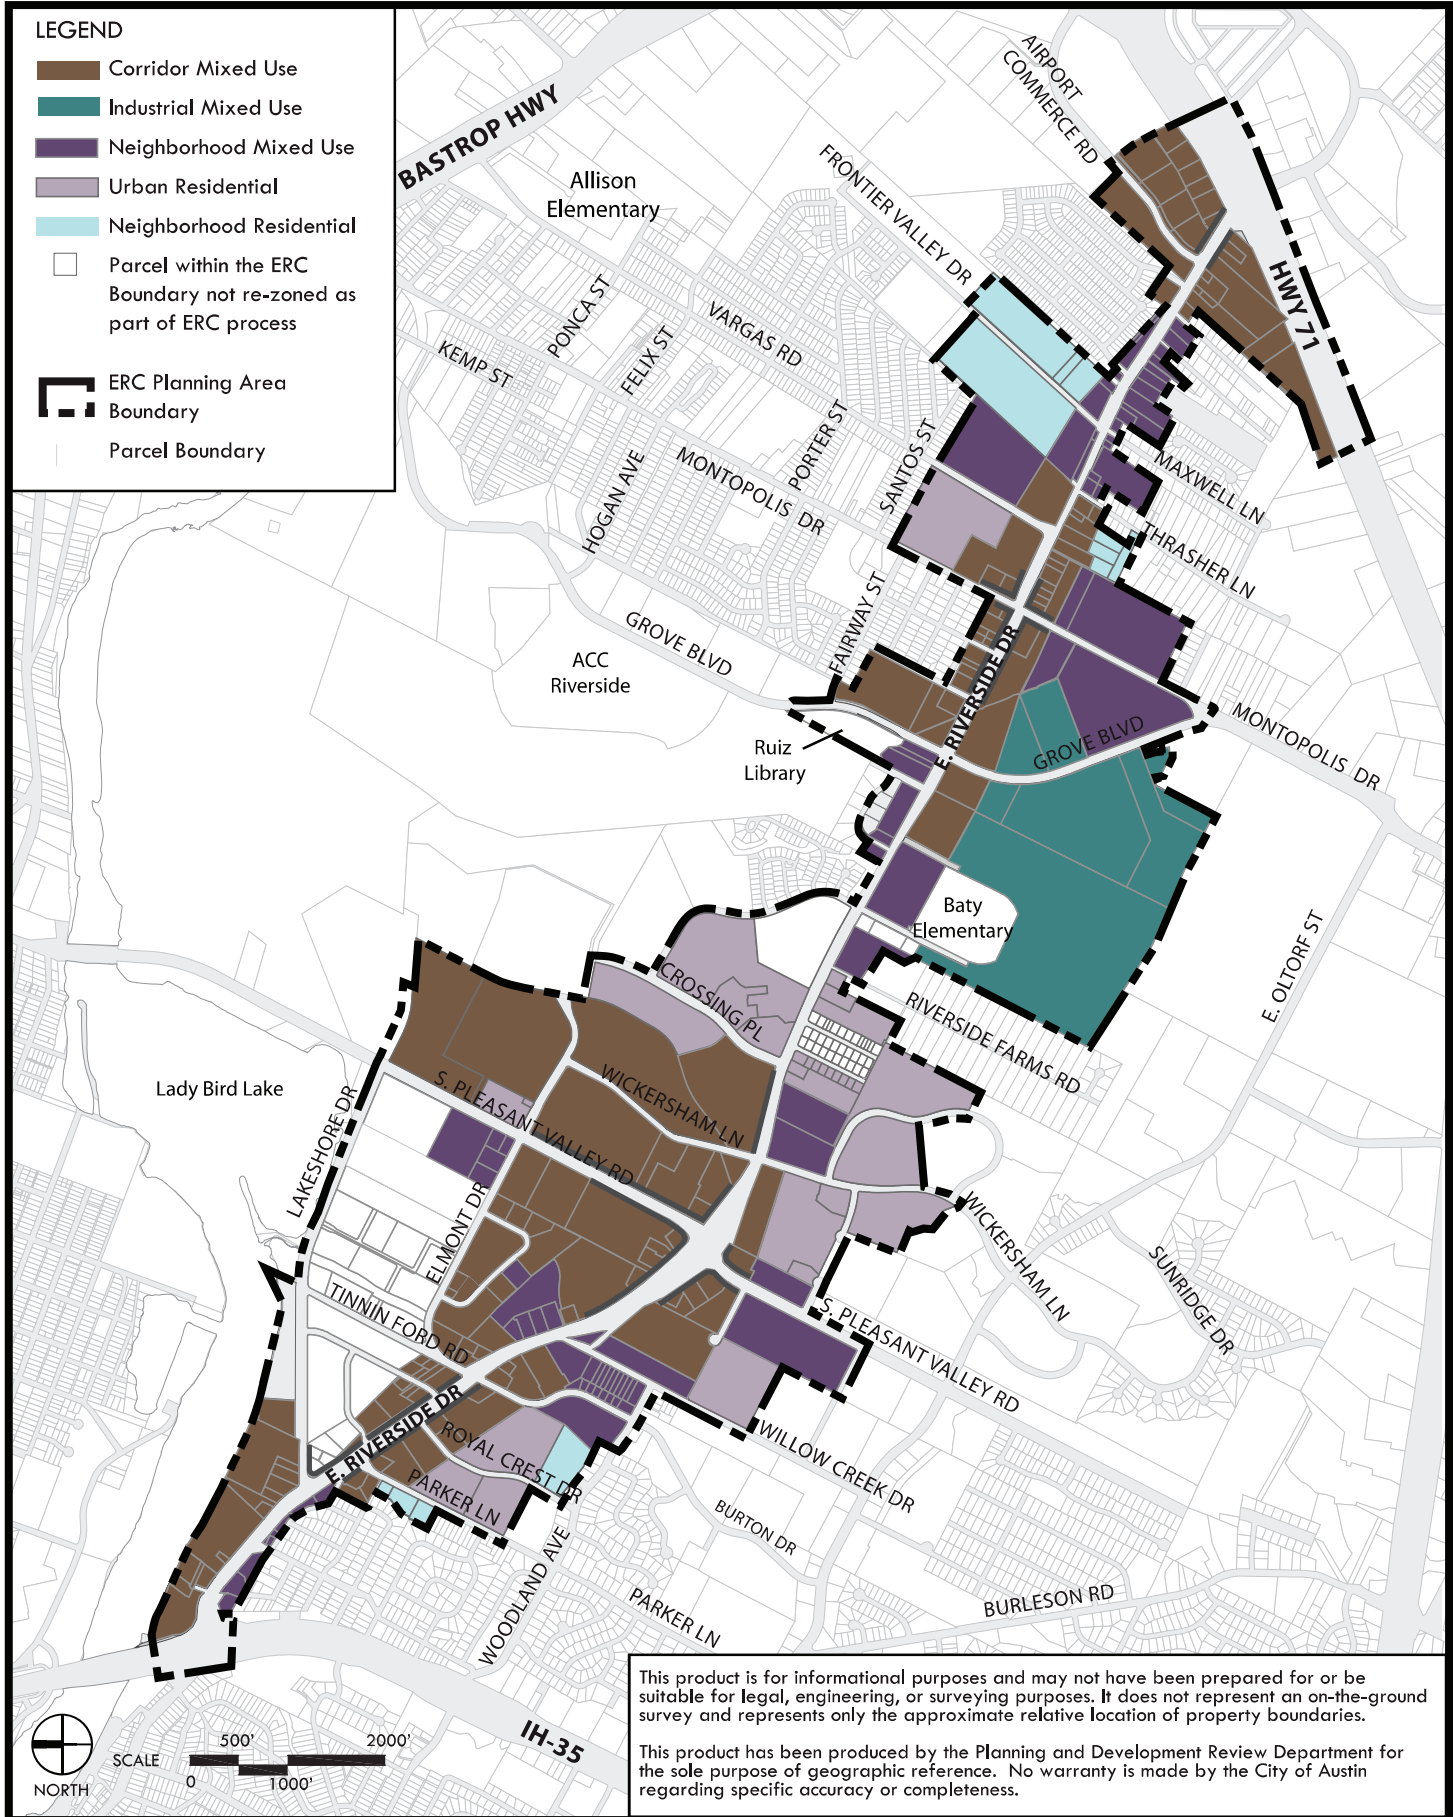 LEGEND
Corridor Mixed Use
Industrial Mixed Use
Neighborhood Mixed Use
Urban Residential
Neighborhood Residential
Parcel within the ERC
Boundary not re-zoned as
part of ERC process
ERC Planning Area
Boundary
Parcel Boundary
BASTROP HWY
AIRPORT
COMMERCE RD
Allison
Elementary
FRONTIER VALLEY DR
HWY 71
PONCA ST
VARGAS RD
FELIX ST
KEMP ST
PORTER ST
SANTOS ST
MAXWELL LN
MONTOPOLIS DR
HOGAN AVE
THRASHER LN
FAIRWAY ST
GROVE BLVD
ACC
Riverside
E. RIVERSIDE DR
MONTOPOLIS DR
GROVE BLVD
Ruiz
Library
Baty
Elementary
E. OLTORF ST
CROSSING PL
RIVERSIDE FARMS RD
Lady Bird Lake
S. PLEASANT VALLEY RD
WICKERSHAM LN
LAKESHORE DR
ELMONT DR
WICKERSHAM LN
SUNRIDGE DR
TINNIN FORD RD
S. PLEASANT VALLEY RD
E. RIVERSIDE DR
ROYAL CREST DR
WILLOW CREEK DR
PARKER LN
BURTON DR
WOODLAND AVE
PARKER LN
BURLESON RD
IH-35
NORTH
SCALE
500'
2000'
0
1000'
This product is for informational purposes and may not have been prepared for or be
suitable for legal, engineering, or surveying purposes. It does not represent an on-the-ground
survey and represents only the approximate relative location of property boundaries.
This product has been produced by the Planning and Development Review Department for
the sole purpose of geographic reference. No warranty is made by the City of Austin
regarding specific accuracy or completeness.